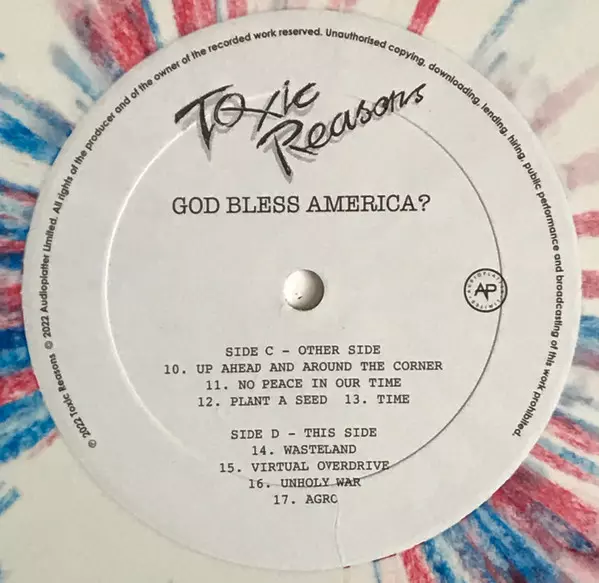 © 2022 Toxic Reasons © 2022 Audioplatter Limited. All rights of the producer and of the owner of the recorded work reserved. Unauthorised copying, downloading, lending, hiring, public performance and broadcasting of this work prohibited.
Toxic
Reasons
GOD BLESS AMERICA?
AP
SIDE C - OTHER SIDE
10. UP AHEAD AND AROUND THE CORNER
11. NO PEACE IN OUR TIME
12. PLANT A SEED 13. TIME
SIDE D - THIS SIDE
14. WASTELAND
15. VIRTUAL OVERDRIVE
16. UNHOLY WAR
17. AGRO